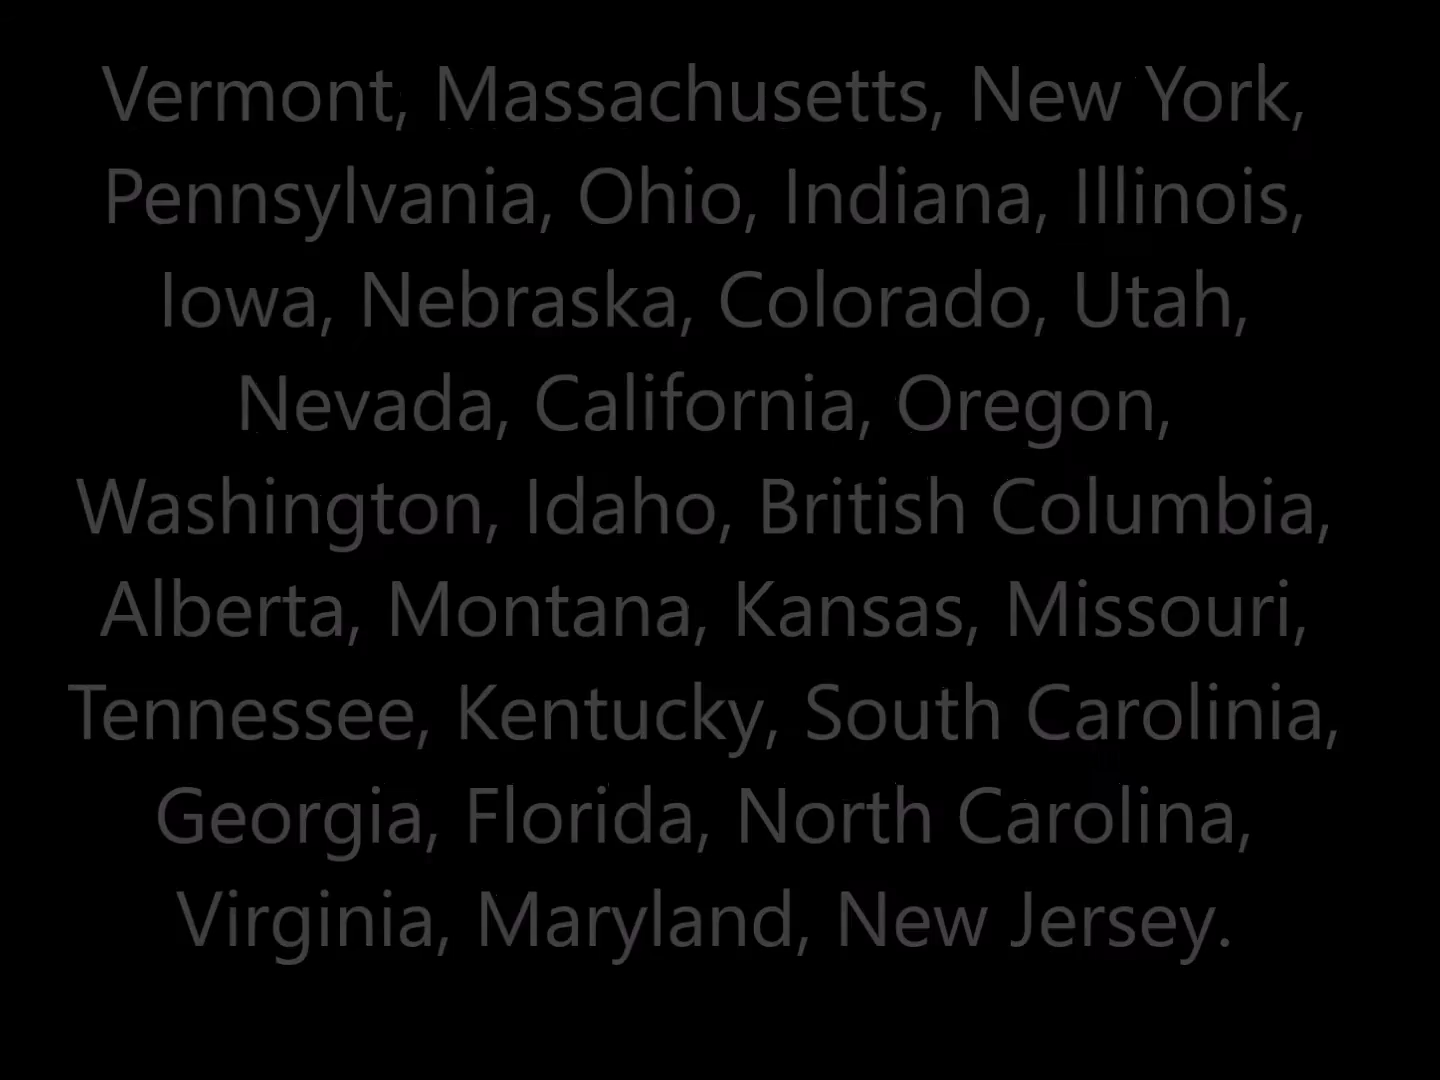 Vermont, Massachusetts, New York,
Pennsylvania, Ohio, Indiana, Illinois,
Iowa, Nebraska, Colorado, Utah,
Nevada, California, Oregon,
Washington, Idaho, British Columbia,
Alberta, Montana, Kansas, Missouri,
Tennessee, Kentucky, South Carolinia,
Georgia, Florida, North Carolina,
Virginia, Maryland, New Jersey.